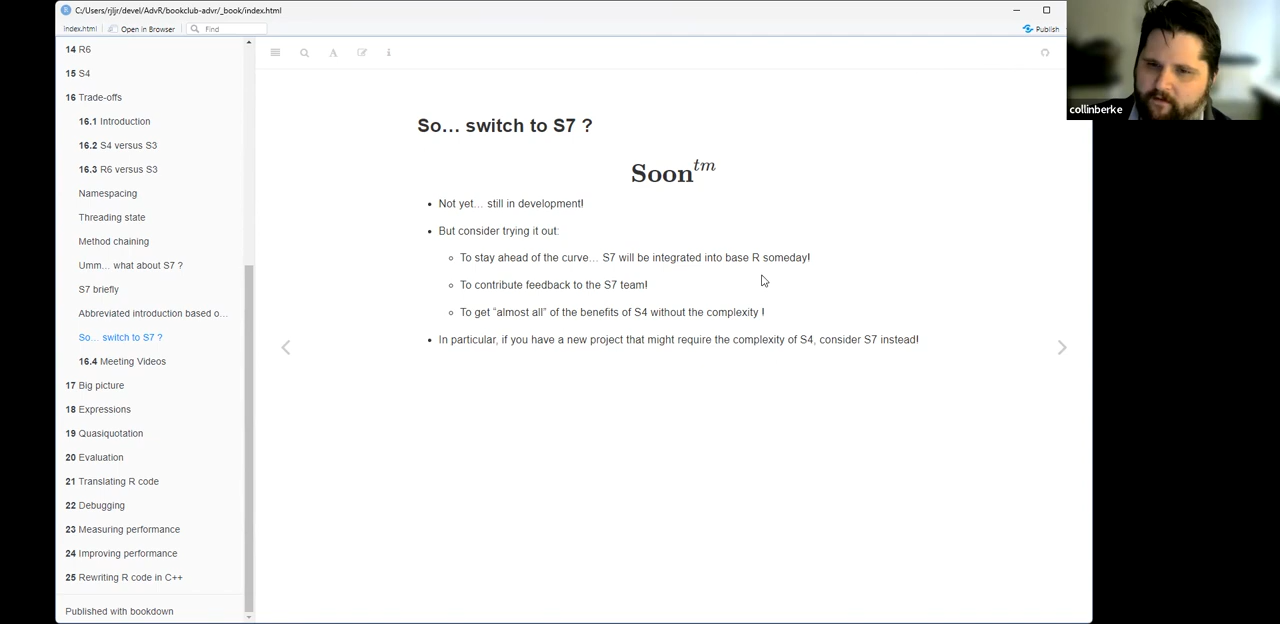 C:/Users/rjljr/devel/AdvR/bookclub-advr/_book/index.html
index.html
Open in Browser
Find
Publish
collinberke
14 R6
15 S4
16 Trade-offs
16.1 Introduction
16.2 S4 versus S3
16.3 R6 versus S3
Namespacing
Threading state
Method chaining
Umm… what about S7 ?
S7 briefly
Abbreviated introduction based o…
So… switch to S7 ?
16.4 Meeting Videos
17 Big picture
18 Expressions
19 Quasiquotation
20 Evaluation
21 Translating R code
22 Debugging
23 Measuring performance
24 Improving performance
25 Rewriting R code in C++
Published with bookdown
So… switch to S7 ?
Soon tm
• Not yet… still in development!
• But consider trying it out:
◦ To stay ahead of the curve… S7 will be integrated into base R someday!
◦ To contribute feedback to the S7 team!
◦ To get “almost all” of the benefits of S4 without the complexity !
• In particular, if you have a new project that might require the complexity of S4, consider S7 instead!